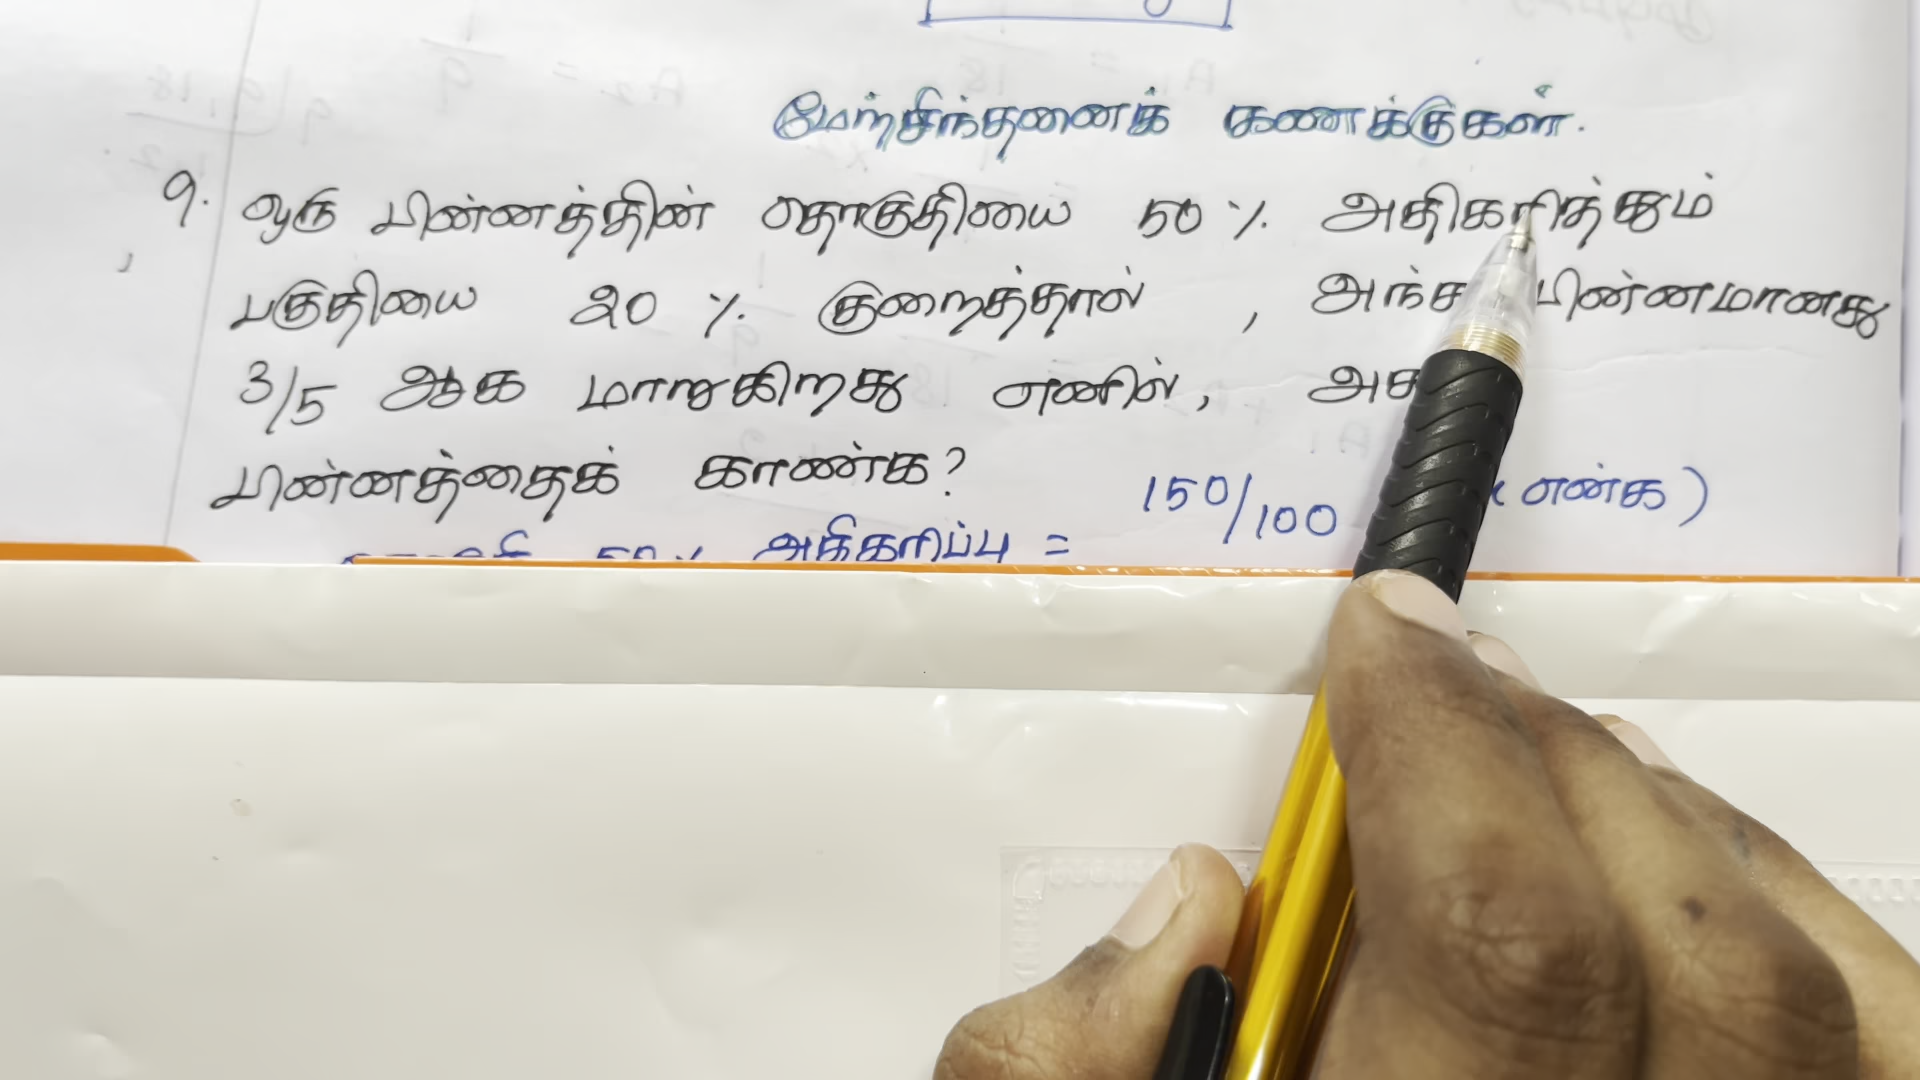 மேற்சிந்தனைக் கணக்குகள்.
9. ஒரு பின்னத்தின் தொகுதியை 50 % அதிகரித்தும்
பகுதியை 20 % குறைத்தால் , அந்த பின்னமானது
3/5 ஆக மாறுகிறது எனில்,
பின்னத்தைக் காண்க?
50 % அதிகரிப்பு = 150/100 என்க)